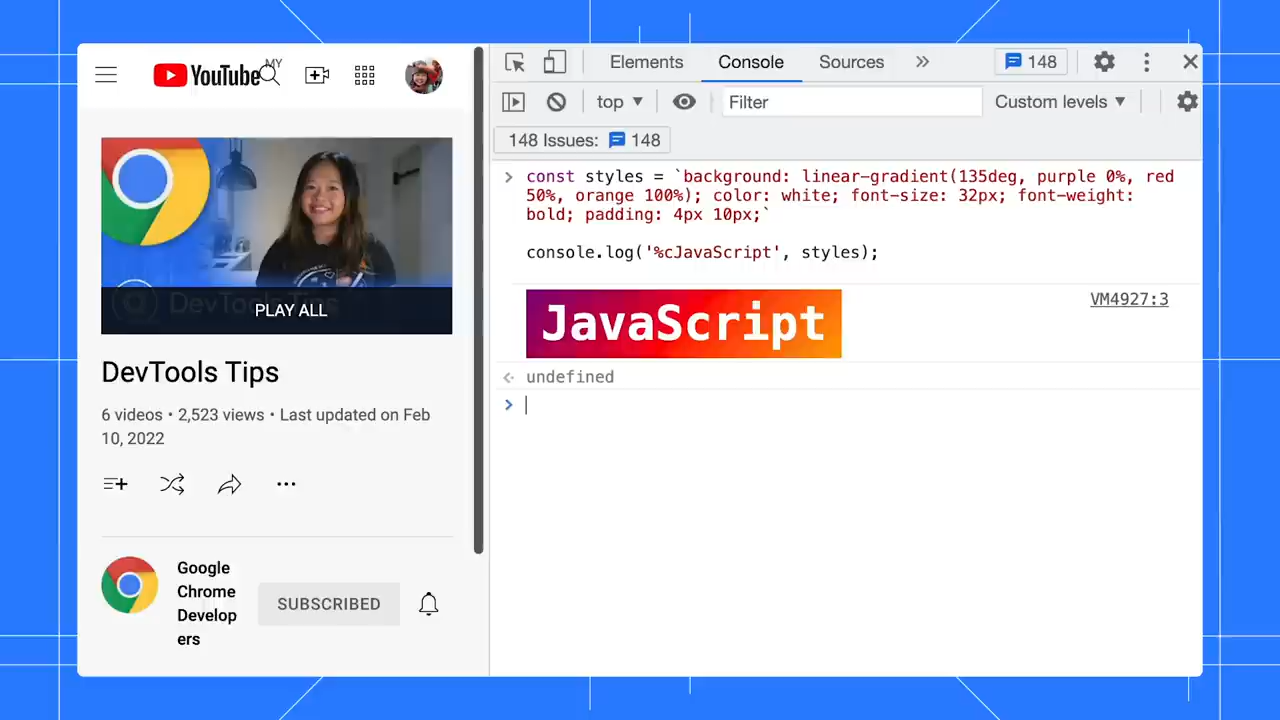 YouTube MY
PLAY ALL
DevTools Tips
6 videos • 2,523 views • Last updated on Feb
10, 2022
Google
Chrome
Develop
ers
SUBSCRIBED
Elements Console Sources » 148
top ▼ Filter Custom levels ▼
148 Issues: 148
const styles = `background: linear-gradient(135deg, purple 0%, red
50%, orange 100%); color: white; font-size: 32px; font-weight:
bold; padding: 4px 10px;`
console.log('%cJavaScript', styles);
JavaScript VM4927:3
undefined